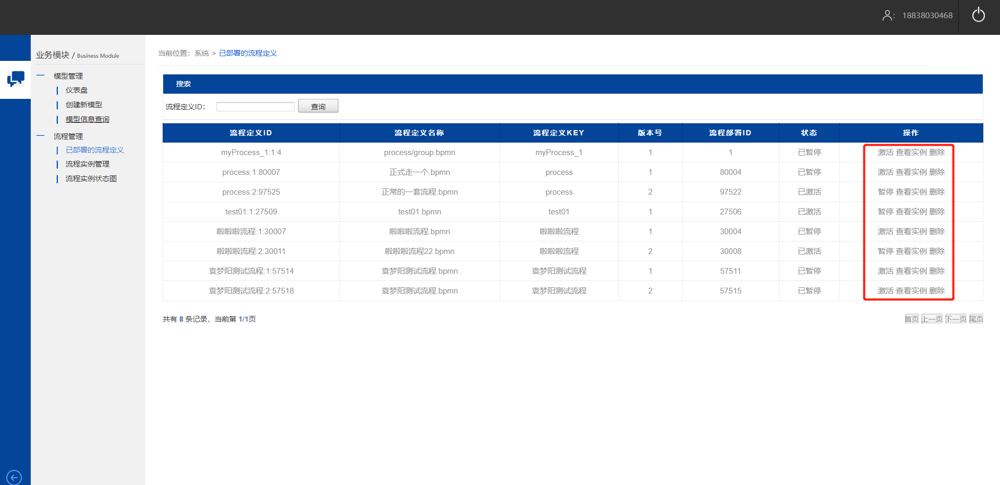 : 18838030468
业务模块 / Business Module
模型管理
仪表盘
创建新模型
模型信息查询
流程管理
已部署的流程定义
流程实例管理
流程实例状态图
当前位置：系统 > 已部署的流程定义
搜索
流程定义ID： 查询
流程定义ID 流程定义名称 流程定义KEY 版本号 流程部署ID 状态 操作
myProcess_1:1:4 process/group.bpmn myProcess_1 1 1 已暂停 激活 查看实例 删除
process:1:80007 正式走一个.bpmn process 1 80004 已暂停 激活 查看实例 删除
process:2:97525 正常的一套流程.bpmn process 2 97522 已激活 暂停 查看实例 删除
test01:1:27509 test01.bpmn test01 1 27506 已激活 暂停 查看实例 删除
啦啦啦流程:1:30007 啦啦啦流程.bpmn 啦啦啦流程 1 30004 已暂停 激活 查看实例 删除
啦啦啦流程:2:30011 啦啦啦流程22.bpmn 啦啦啦流程 2 30008 已激活 暂停 查看实例 删除
袁梦阳测试流程:1:57514 袁梦阳测试流程.bpmn 袁梦阳测试流程 1 57511 已暂停 激活 查看实例 删除
袁梦阳测试流程:2:57518 袁梦阳测试流程.bpmn 袁梦阳测试流程 2 57515 已暂停 激活 查看实例 删除
共有 8 条记录，当前第 1/1页
首页 上一页 下一页 尾页